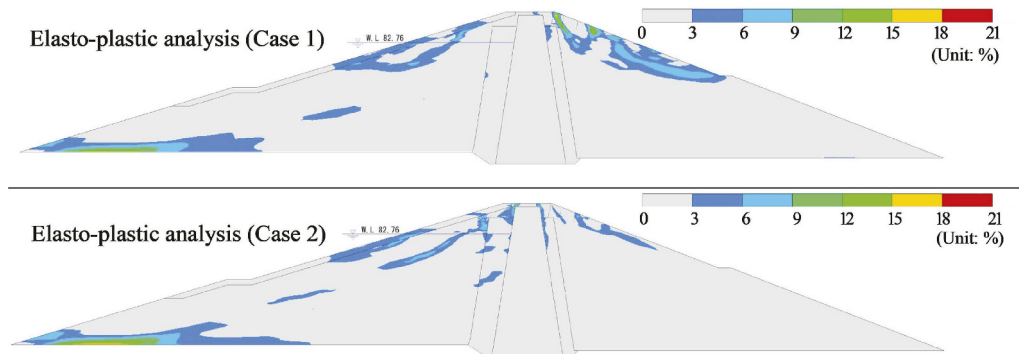 Elasto-plastic analysis (Case 1)
W.L 82.76
0 3 6 9 12 15 18 21
(Unit: %)
Elasto-plastic analysis (Case 2)
W.L 82.76
0 3 6 9 12 15 18 21
(Unit: %)